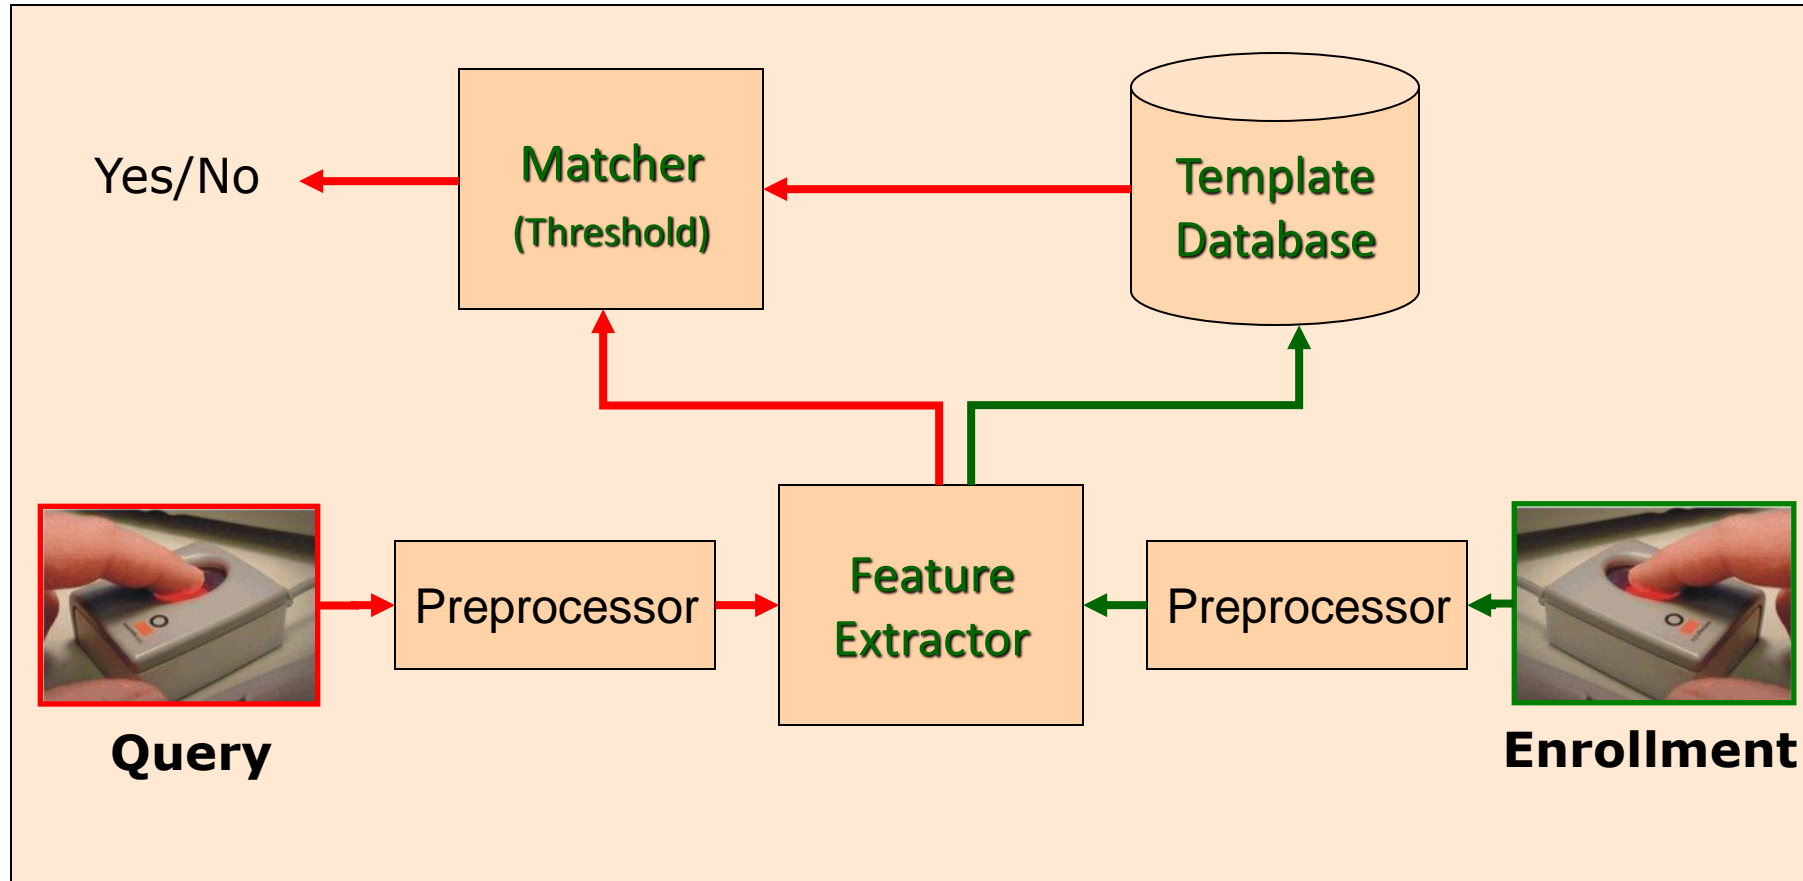 Yes/No
Matcher
(Threshold)
Template
Database
Preprocessor
Feature
Extractor
Preprocessor
Query
Enrollment